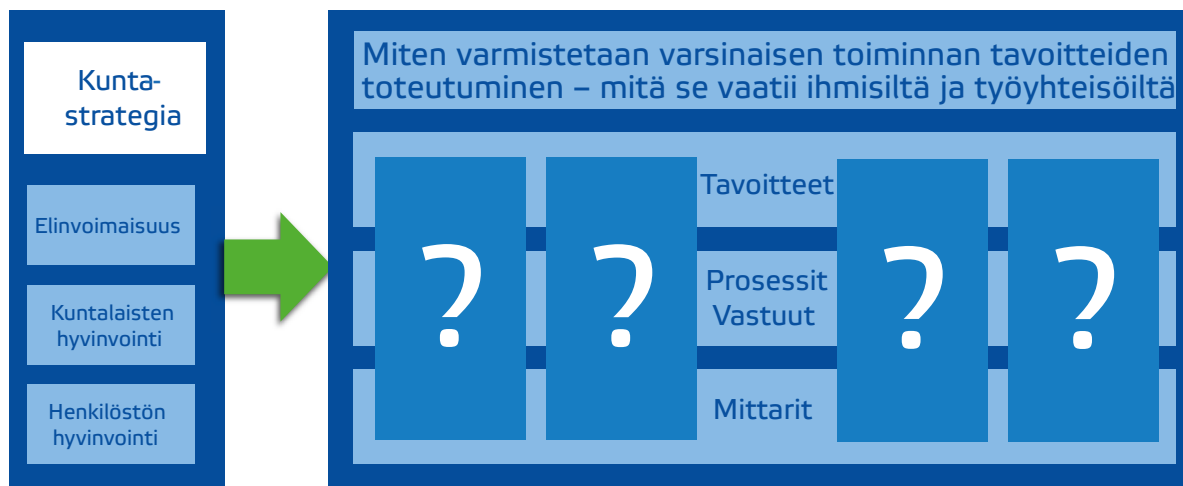 Kunta-
strategia
Elinvoimaisuus
Kuntalaisten
hyvinvointi
Henkilöstön
hyvinvointi
Miten varmistetaan varsinaisen toiminnan tavoitteiden
toteutuminen – mitä se vaatii ihmisiltä ja työyhteisöiltä
Tavoitteet
? ? ? ?
Prosessit
Vastuut
Mittarit